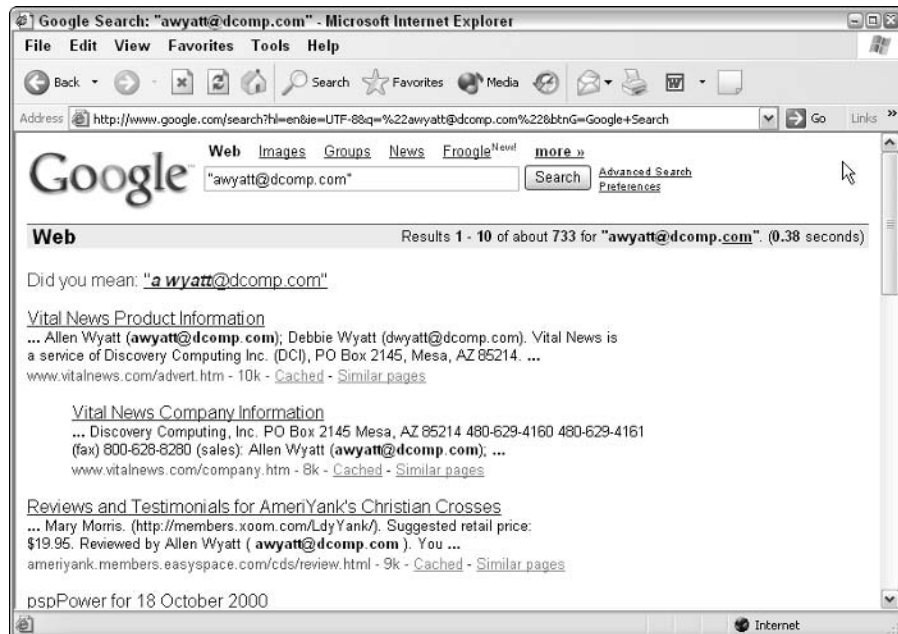 Google Search: "awyatt@dcomp.com" - Microsoft Internet Explorer
File Edit View Favorites Tools Help
Back Search Favorites Media
Address http://www.google.com/search?hl=en&ie=UTF-8&q=%22awyatt@dcomp.com%22&btnG=Google+Search Go Links »
Web Images Groups News Froogle New! more »
Google™ "awyatt@dcomp.com" Search Advanced Search
Preferences
Web Results 1 - 10 of about 733 for "awyatt@dcomp.com". (0.38 seconds)
Did you mean: "a wyatt@dcomp.com"
Vital News Product Information
... Allen Wyatt (awyatt@dcomp.com); Debbie Wyatt (dwyatt@dcomp.com). Vital News is
a service of Discovery Computing Inc. (DCI), PO Box 2145, Mesa, AZ 85214. ...
www.vitalnews.com/advert.htm - 10k - Cached - Similar pages
Vital News Company Information
... Discovery Computing, Inc. PO Box 2145 Mesa, AZ 85214 480-629-4160 480-629-4161
(fax) 800-628-8280 (sales): Allen Wyatt (awyatt@dcomp.com); ...
www.vitalnews.com/company.htm - 8k - Cached - Similar pages
Reviews and Testimonials for AmeriYank's Christian Crosses
... Mary Morris. (http://members.xoom.com/LdyYank/). Suggested retail price:
$19.95. Reviewed by Allen Wyatt ( awyatt@dcomp.com ). You ...
ameriyank.members.easyspace.com/cds/review.html - 9k - Cached - Similar pages
pspPower for 18 October 2000
Internet